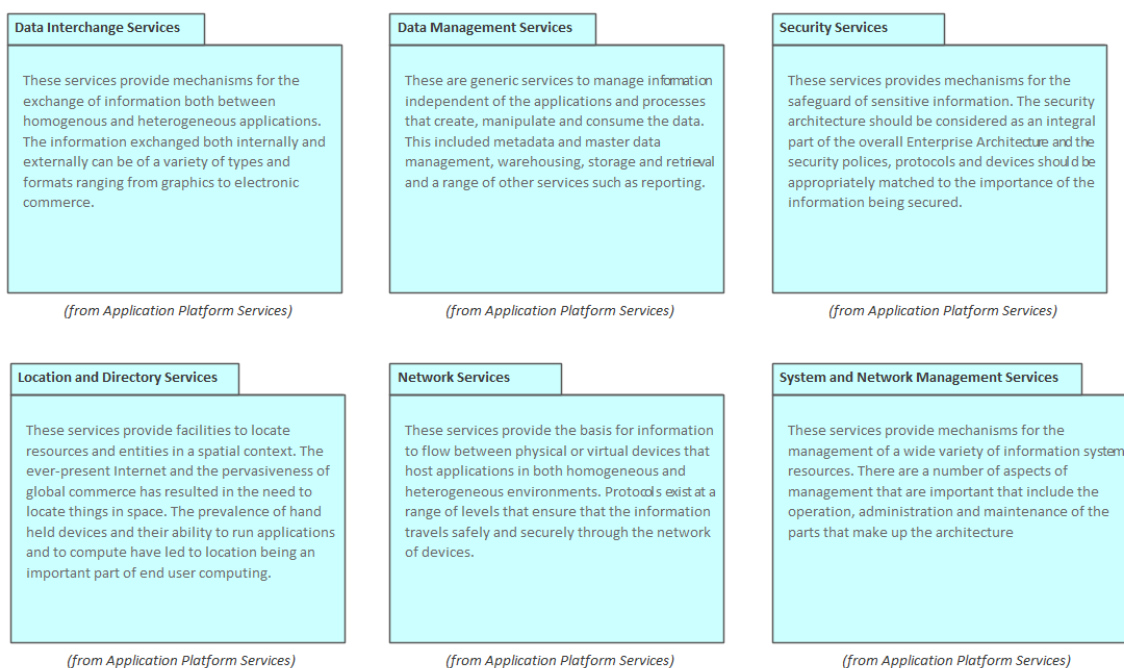 Data Interchange Services
These services provide mechanisms for the
exchange of information both between
homogenous and heterogeneous applications.
The information exchanged both internally and
externally can be of a variety of types and
formats ranging from graphics to electronic
commerce.
(from Application Platform Services)
Data Management Services
These are generic services to manage information
independent of the applications and processes
that create, manipulate and consume the data.
This included metadata and master data
management, warehousing, storage and retrieval
and a range of other services such as reporting.
(from Application Platform Services)
Security Services
These services provides mechanisms for the
safeguard of sensitive information. The security
architecture should be considered as an integral
part of the overall Enterprise Architecture and the
security polices, protocols and devices should be
appropriately matched to the importance of the
information being secured.
(from Application Platform Services)
Location and Directory Services
These services provide facilities to locate
resources and entities in a spatial context. The
ever-present Internet and the pervasiveness of
global commerce has resulted in the need to
locate things in space. The prevalence of hand
held devices and their ability to run applications
and to compute have led to location being an
important part of end user computing.
(from Application Platform Services)
Network Services
These services provide the basis for information
to flow between physical or virtual devices that
host applications in both homogeneous and
heterogeneous environments. Protocols exist at a
range of levels that ensure that the information
travels safely and securely through the network
of devices.
(from Application Platform Services)
System and Network Management Services
These services provide mechanisms for the
management of a wide variety of information system
resources. There are a number of aspects of
management that are important that include the
operation, administration and maintenance of the
parts that make up the architecture
(from Application Platform Services)